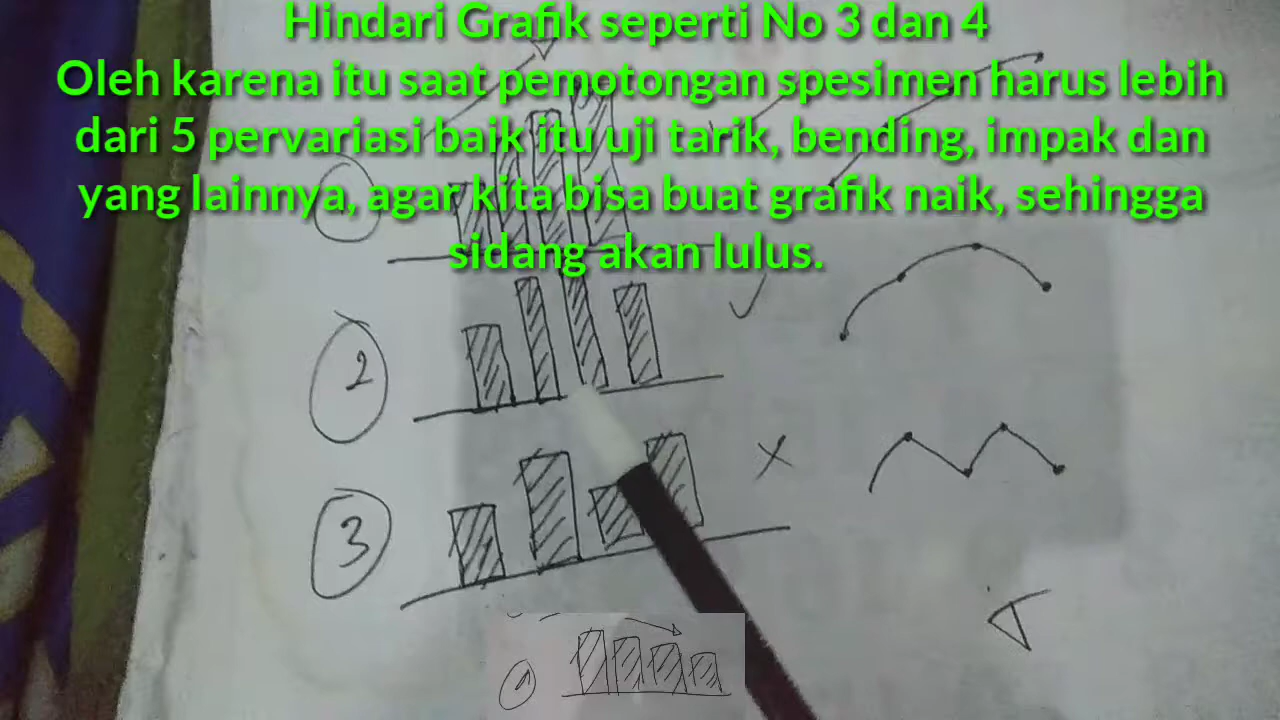 Hindari Grafik seperti No 3 dan 4
Oleh karena itu saat pemotongan spesimen harus lebih
dari 5 pervariasi baik itu uji tarik, bending, impak dan
yang lainnya, agar kita bisa buat grafik naik, sehingga
sidang akan lulus.
2
3